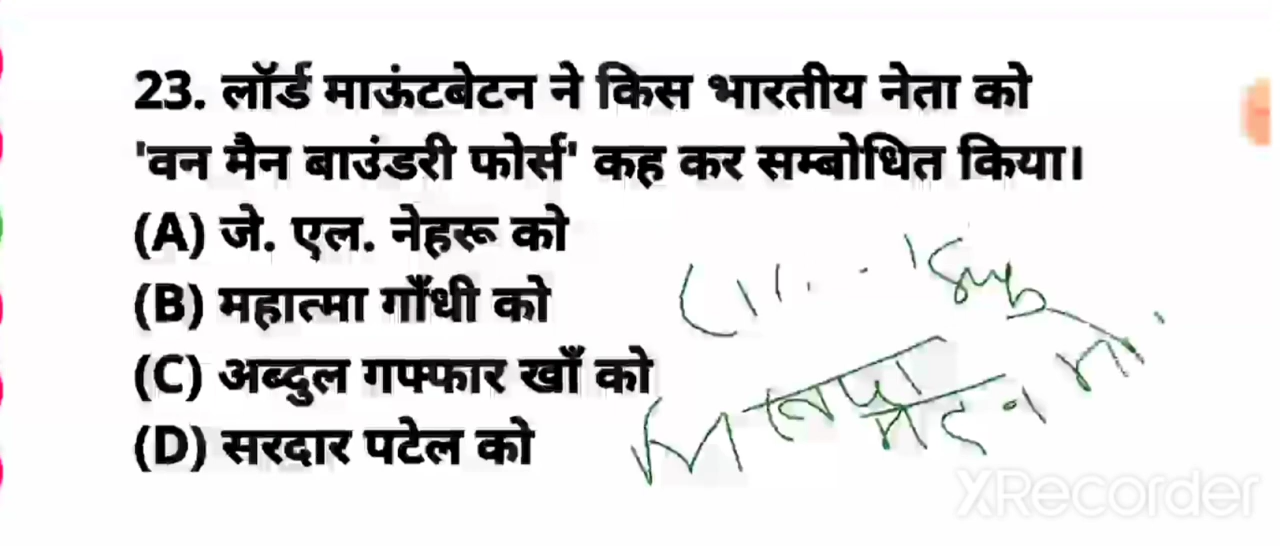 23. लॉर्ड माऊंटबेटन ने किस भारतीय नेता को
'वन मैन बाउंडरी फोर्स' कह कर सम्बोधित किया।
(A) जे. एल. नेहरू को
(B) महात्मा गाँधी को
(C) अब्दुल गफ्फार खाँ को
(D) सरदार पटेल को
XRecorder